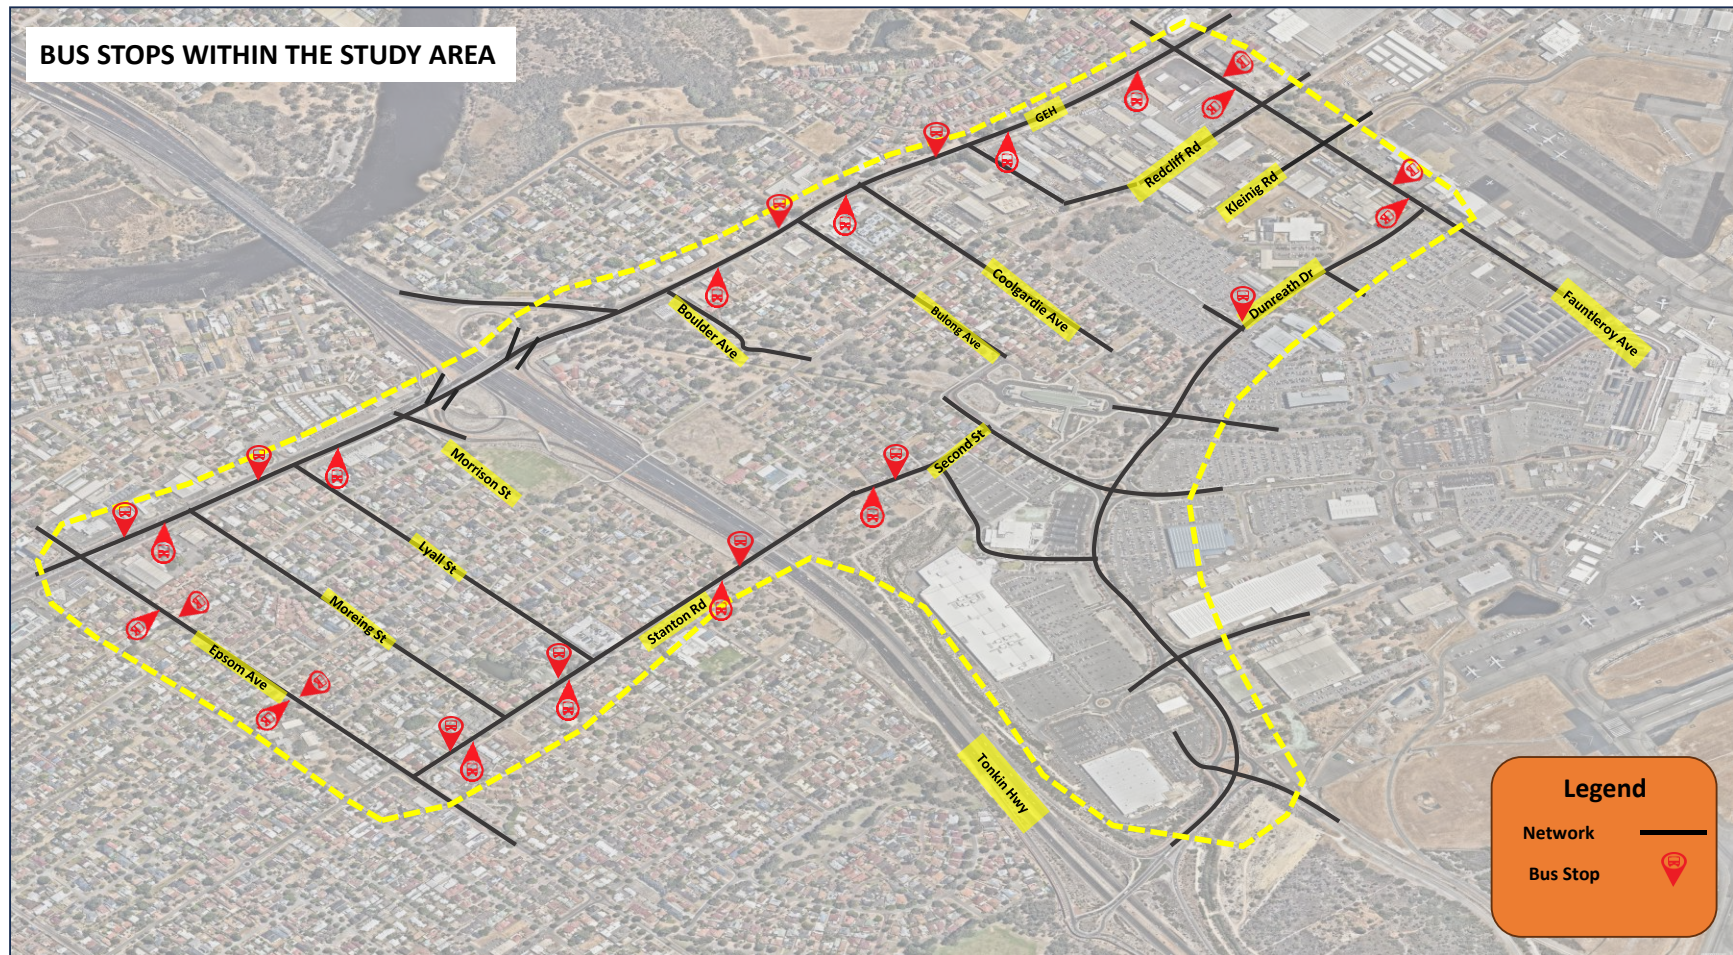 BUS STOPS WITHIN THE STUDY AREA
GEH
Redcliff Rd
Kleinig Rd
Coolgardie Ave
Dunreath Dr
Fauntleroy Ave
Bulong Ave
Boulder Ave
Second St
Morrison St
Lyall St
Moreing St
Stanton Rd
Epsom Ave
Tonkin Hwy
Legend
Network
Bus Stop